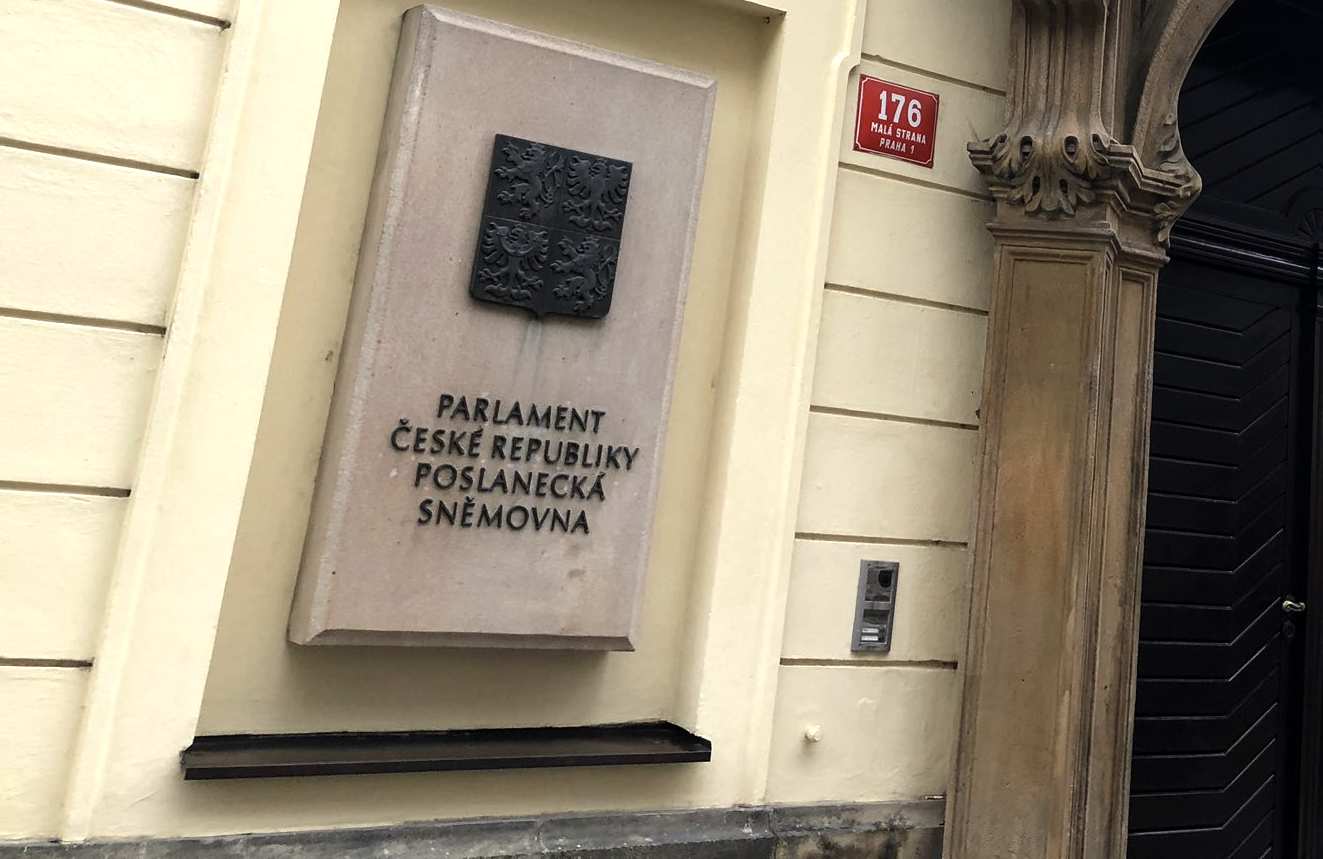 PARLAMENT
ČESKÉ REPUBLIKY
POSLANECKÁ
SNĚMOVNA
176
MALÁ STRANA
PRAHA 1